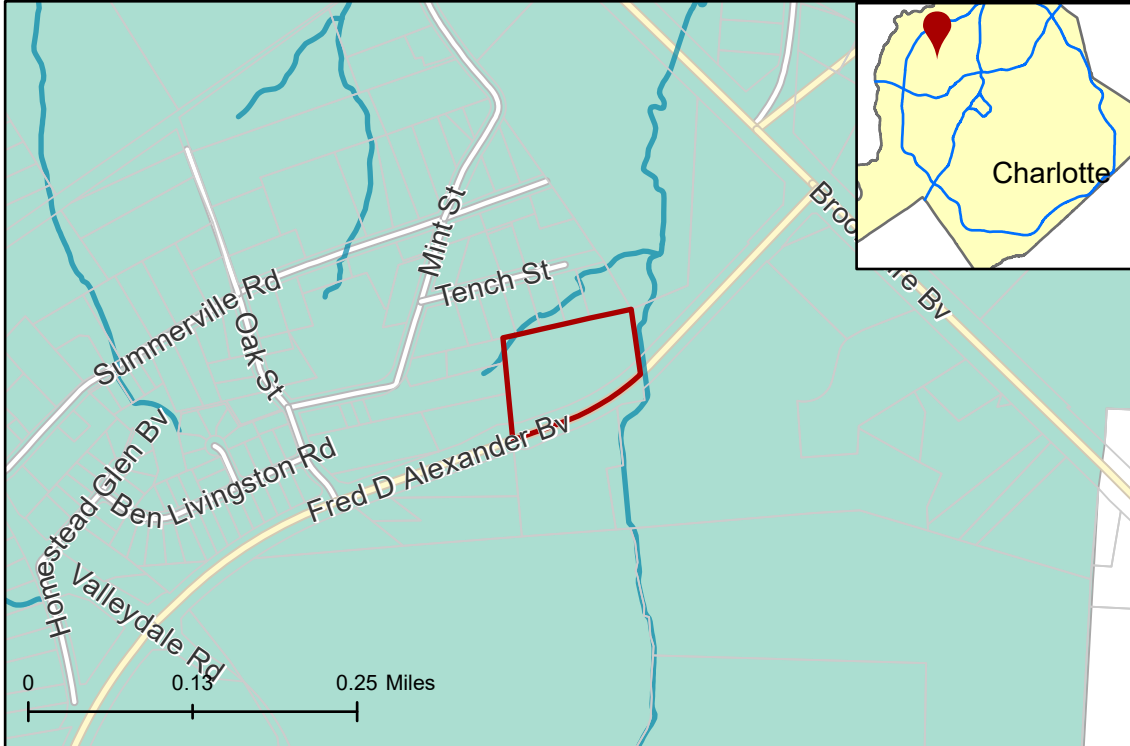 Charlotte
Mint St
Tench St
Summerville Rd
Oak St
Homestead Glen Bv
Ben Livingston Rd
Fred D Alexander Bv
Valleydale Rd
0 0.13 0.25 Miles